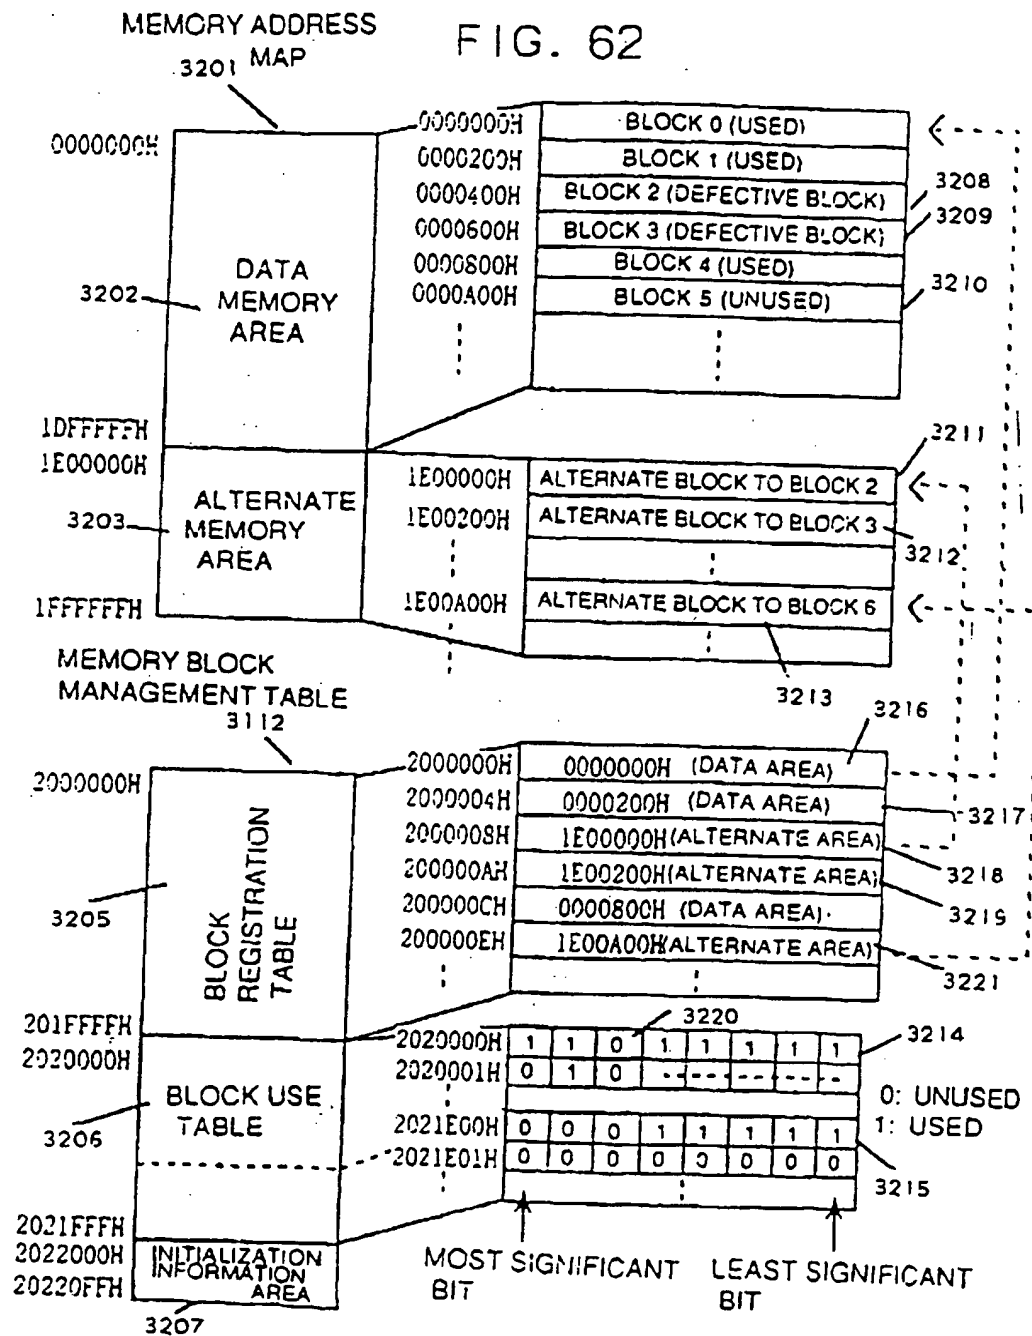 MEMORY ADDRESS
MAP
FIG. 62
3201
0000000H
DATA
MEMORY
AREA
3202
1DFFFFFH
1E00000H
ALTERNATE
MEMORY
AREA
3203
1FFFFFFH
0000000H BLOCK 0 (USED)
0000200H BLOCK 1 (USED)
0000400H BLOCK 2 (DEFECTIVE BLOCK) 3208
0000600H BLOCK 3 (DEFECTIVE BLOCK) 3209
0000800H BLOCK 4 (USED)
0000A00H BLOCK 5 (UNUSED) 3210
3211
1E00000H ALTERNATE BLOCK TO BLOCK 2
1E00200H ALTERNATE BLOCK TO BLOCK 3
3212
1E00A00H ALTERNATE BLOCK TO BLOCK 6
3213
MEMORY BLOCK
MANAGEMENT TABLE
3112
2000000H
BLOCK
REGISTRATION
TABLE
3205
201FFFFH
2020000H
BLOCK USE
TABLE
3206
2021FFFH
2022000H
INITIALIZATION
INFORMATION
AREA
20220FFH
3207
3216
2000000H 0000000H (DATA AREA)
2000004H 0000200H (DATA AREA) 3217
2000008H 1E00000H (ALTERNATE AREA) 3218
200000AH 1E00200H (ALTERNATE AREA) 3219
200000CH 0000800H (DATA AREA)
200000EH 1E00A00H (ALTERNATE AREA) 3221
3220
2020000H 1 1 0 1 1 1 1 1 3214
2020001H 0 1 0
0: UNUSED
1: USED
2021E00H 0 0 0 1 1 1 1 1
2021E01H 0 0 0 0 0 0 0 0 3215
MOST SIGNIFICANT
BIT
LEAST SIGNIFICANT
BIT